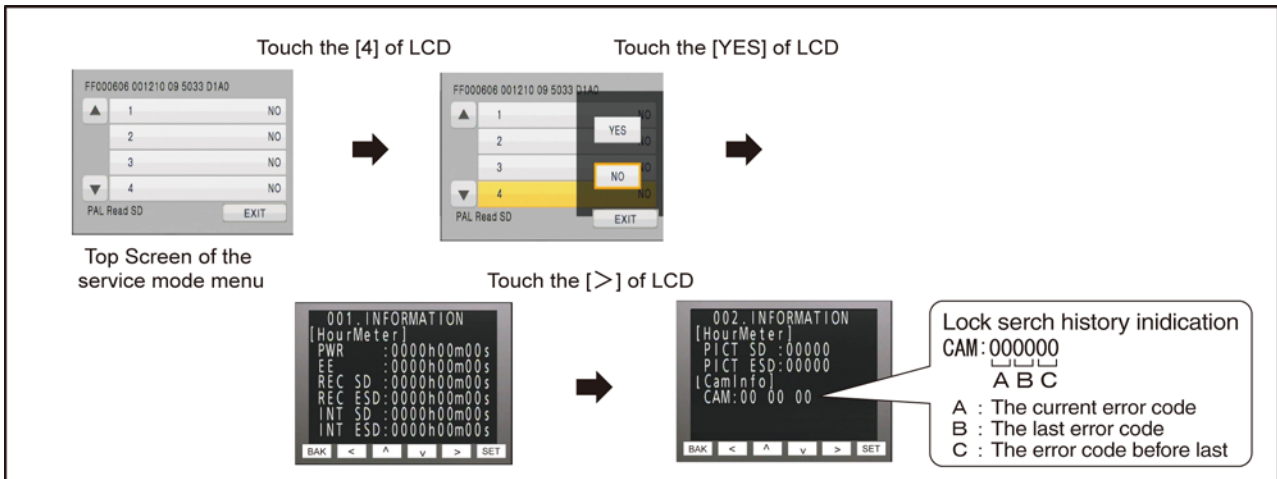 Touch the [4] of LCD
Touch the [YES] of LCD
FF000606 001210 09 5033 D1A0
▲ 1 NO
2 NO
3 NO
▼ 4 NO
PAL Read SD EXIT
Top Screen of the
service mode menu
FF000606 001210 09 5033 D1A0
▲ 1 NO
YES
2 NO
3 NO
NO
▼ 4 NO
PAL Read SD EXIT
Touch the [>] of LCD
001.INFORMATION
[HourMeter]
PWR :0000h00m00s
EE :0000h00m00s
REC SD :0000h00m00s
REC ESD:0000h00m00s
INT SD :0000h00m00s
INT ESD:0000h00m00s
BAK < ^ v > SET
002.INFORMATION
[HourMeter]
PICT SD :00000
PICT ESD:00000
[CamInfo]
CAM:00 00 00
BAK < ^ v > SET
Lock serch history inidication
CAM:000000
A B C
A : The current error code
B : The last error code
C : The error code before last